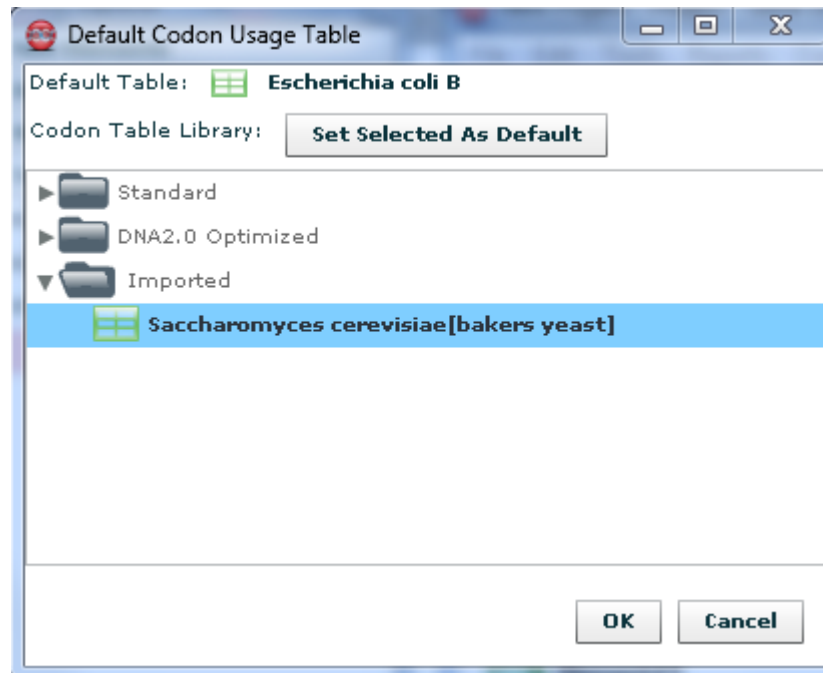 Default Codon Usage Table
Default Table: Escherichia coli B
Codon Table Library: Set Selected As Default
Standard
DNA2.0 Optimized
Imported
Saccharomyces cerevisiae[bakers yeast]
OK Cancel